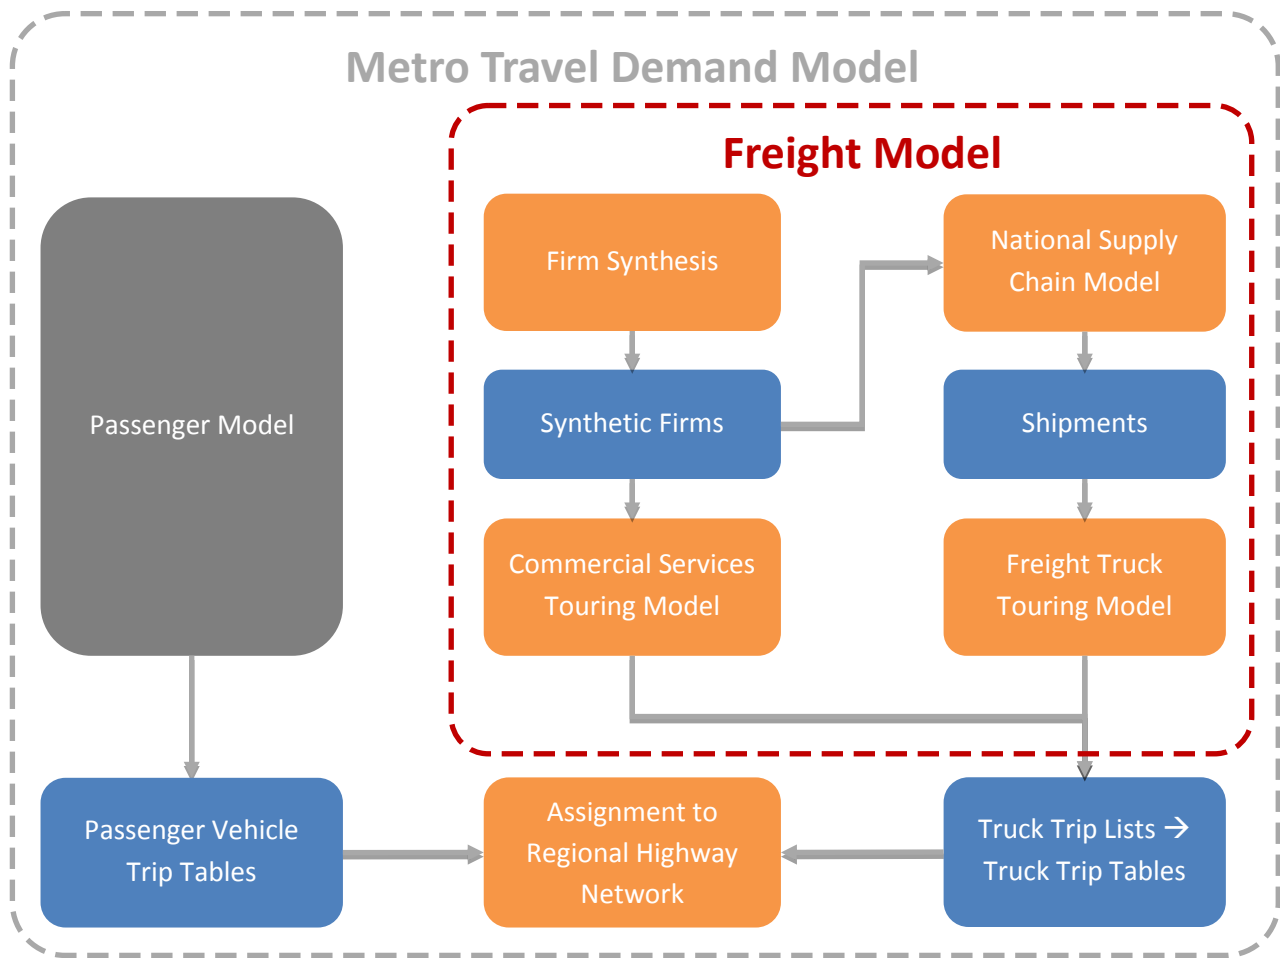 Metro Travel Demand Model
Freight Model
Passenger Model
Firm Synthesis
National Supply
Chain Model
Synthetic Firms
Shipments
Commercial Services
Touring Model
Freight Truck
Touring Model
Passenger Vehicle
Trip Tables
Assignment to
Regional Highway
Network
Truck Trip Lists →
Truck Trip Tables